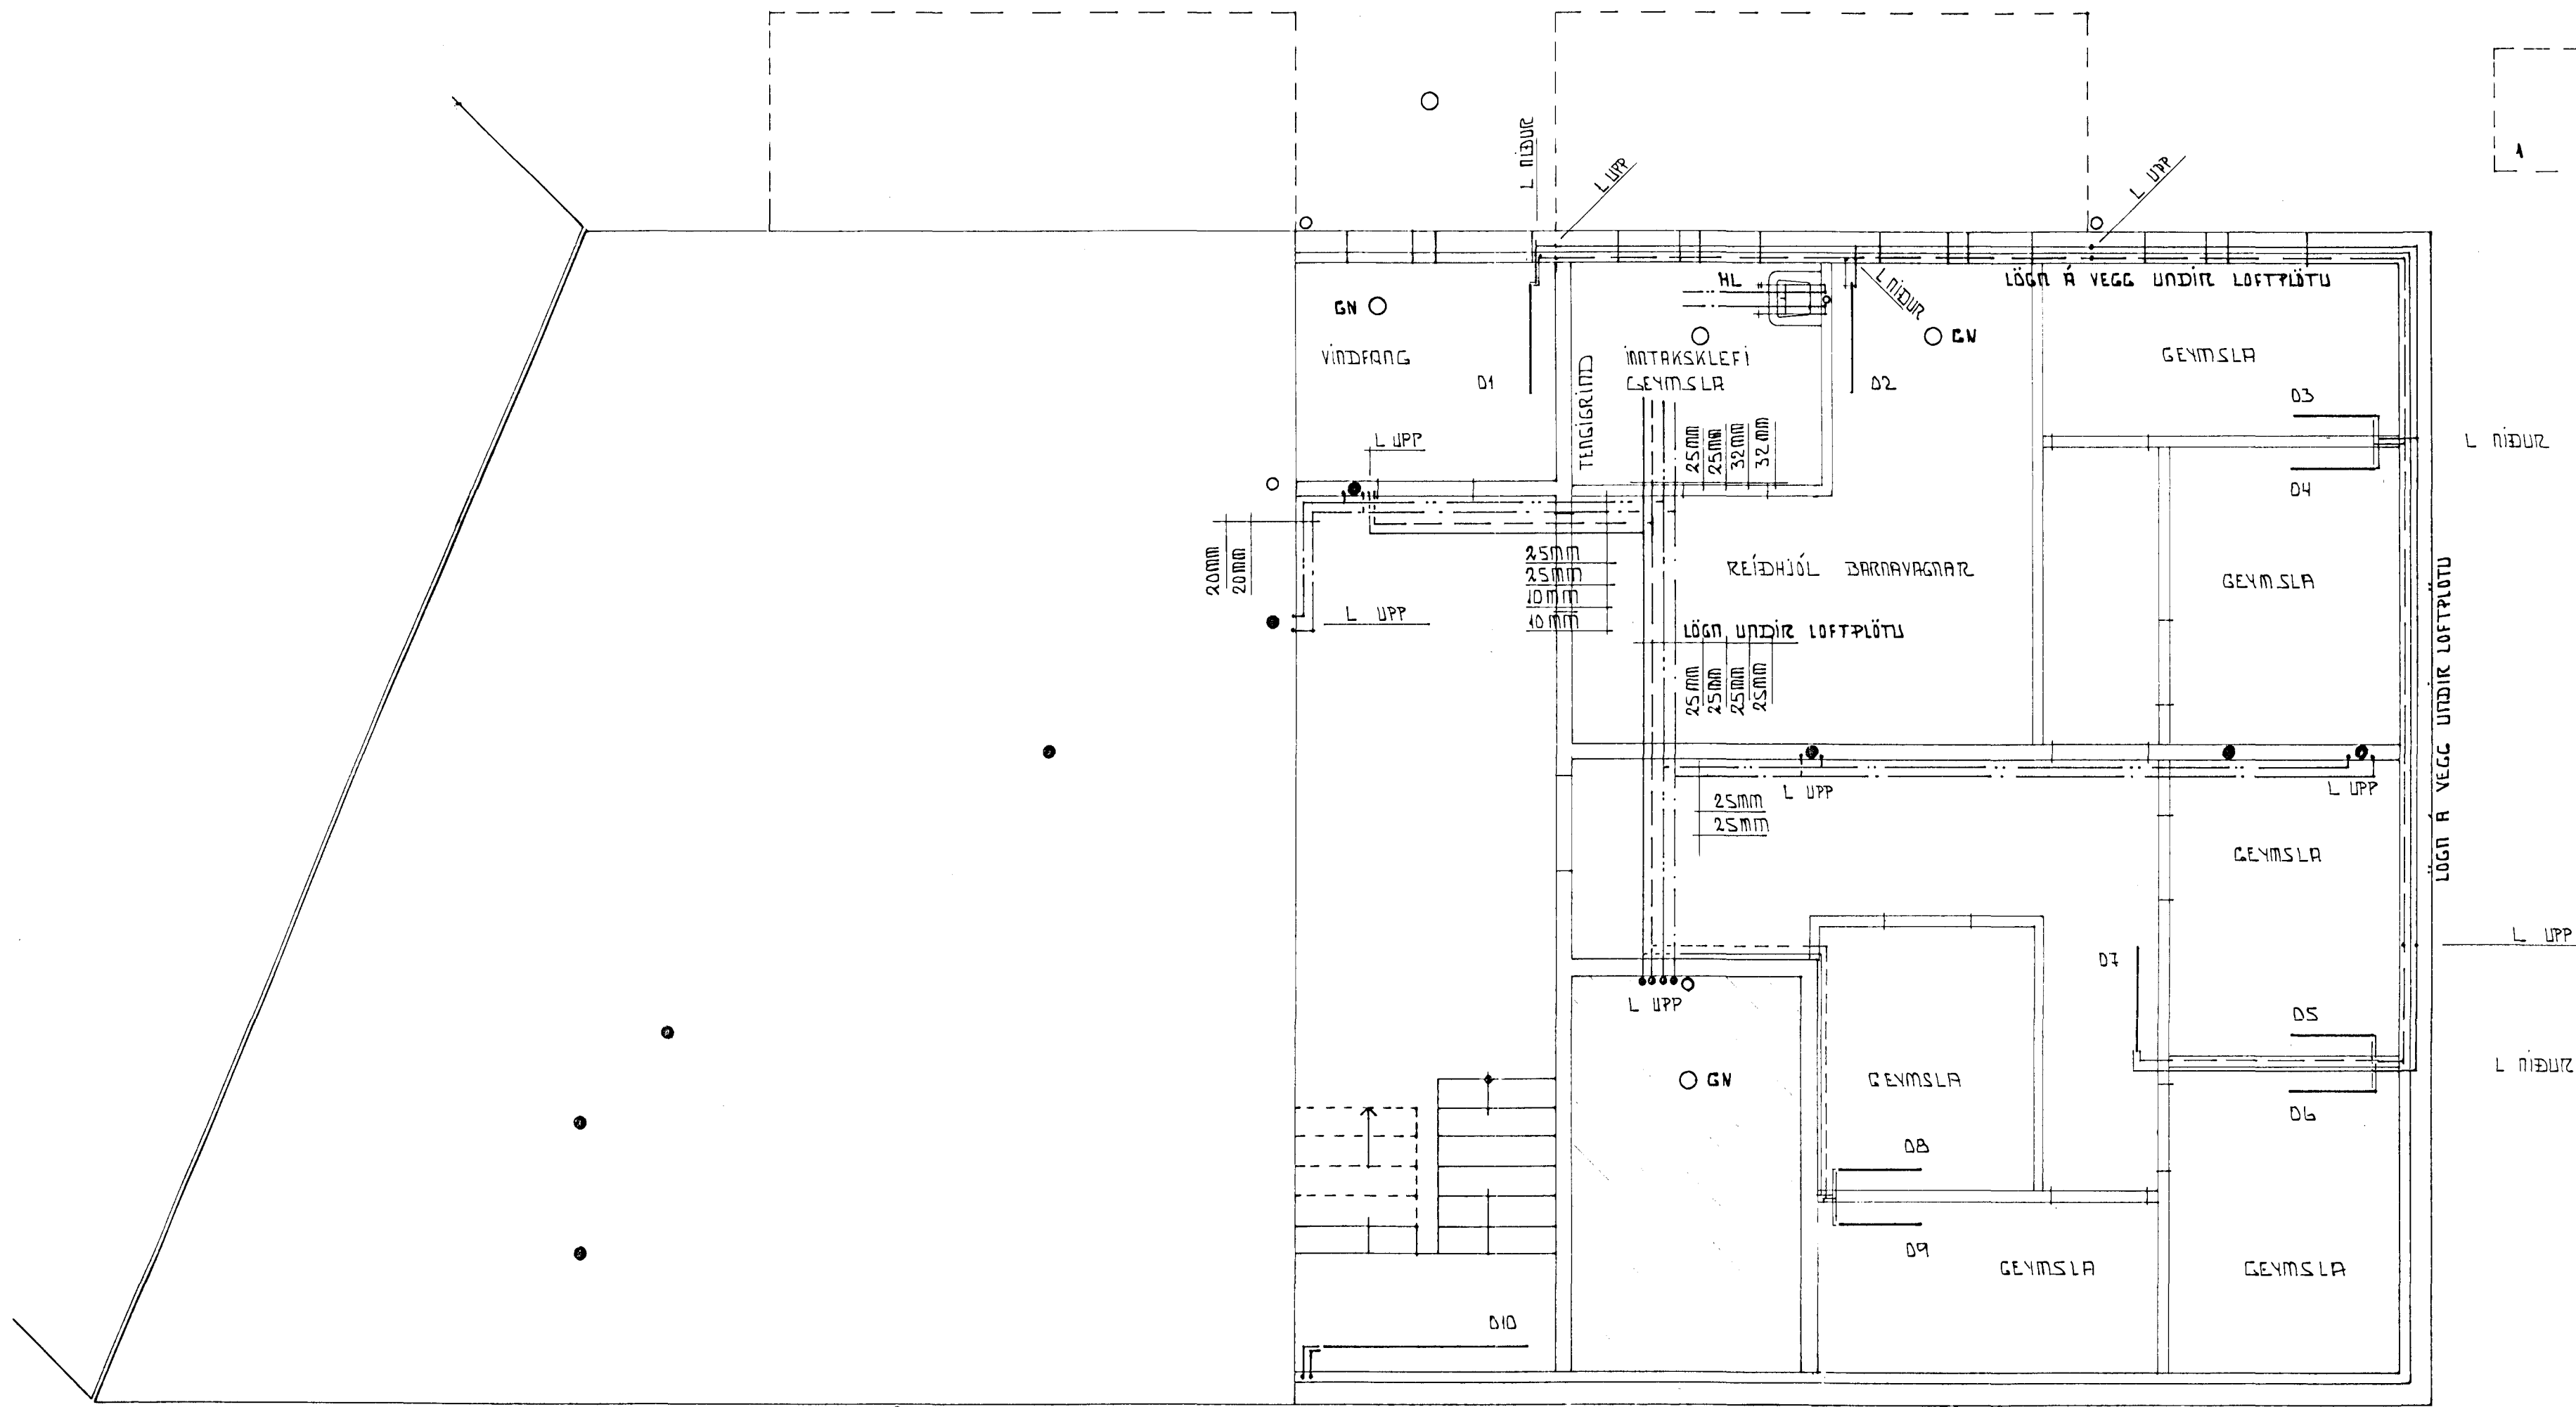 L NIÐUR
L UPP
L UPP
1
LÖGN Á VEGG UNDIR LOFTPLÖTU
HL
L NIÐUR
GN
VINDFANG
D1
TENGIGRIND
INNTAKSKLEFI
GEYMSLA
D2
GN
GEYMSLA
D3
L NIÐUR
D4
L UPP
25MM
25MM
32MM
32MM
20MM
20MM
25MM
25MM
10MM
10MM
L UPP
REIÐHJÓL BARNAVAGNAR
GEYMSLA
LÖGN UNDIR LOFTPLÖTU
25MM
25MM
25MM
25MM
LÖGN Á VEGG UNDIR LOFTPLÖTU
L UPP
L UPP
25MM
25MM
GEYMSLA
L UPP
D7
L UPP
D5
L NIÐUR
GN
GEYMSLA
D6
D8
D9
GEYMSLA
GEYMSLA
D10